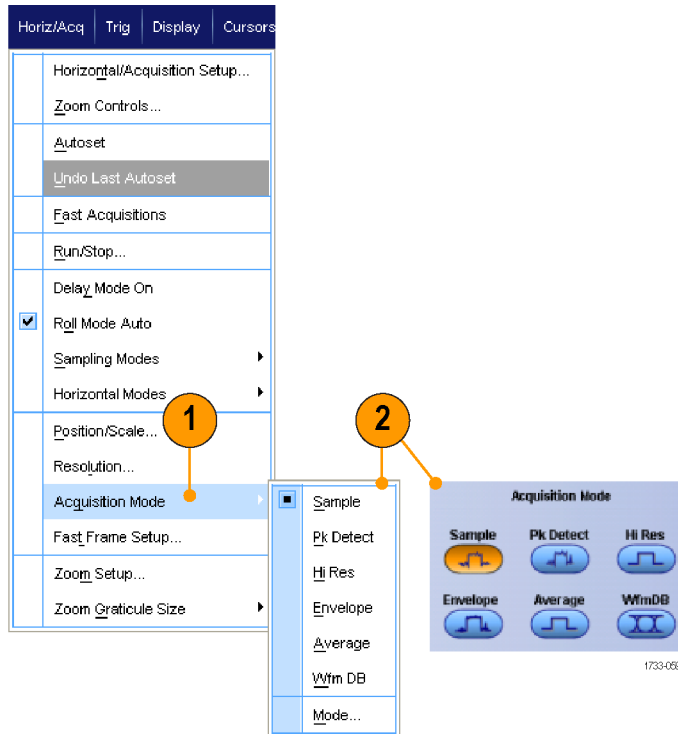 Horiz/Acq Trig Display Cursors
Horizontal/Acquisition Setup...
Zoom Controls...
Autoset
Undo Last Autoset
Fast Acquisitions
Run/Stop...
Delay Mode On
Roll Mode Auto
Sampling Modes
Horizontal Modes
Position/Scale...
Resolution...
Acquisition Mode
Fast Frame Setup...
Zoom Setup...
Zoom Graticule Size
1
2
Sample
Pk Detect
Hi Res
Envelope
Average
Wfm DB
Mode...
Acquisition Mode
Sample Pk Detect Hi Res
Envelope Average WfmDB
1733-059